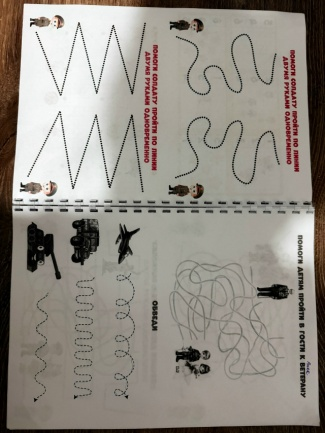 ПОМОГИ СОЛДАТУ ПРОЙТИ ПО ЛИНИИ
ДВУМЯ РУКАМИ ОДНОВРЕМЕННО
ПОМОГИ СОЛДАТУ ПРОЙТИ ПО ЛИНИИ
ДВУМЯ РУКАМИ ОДНОВРЕМЕННО
ПОМОГИ ДЕТЯМ ПРОЙТИ В ГОСТИ К ВЕТЕРАНУ
ОБВЕДИ